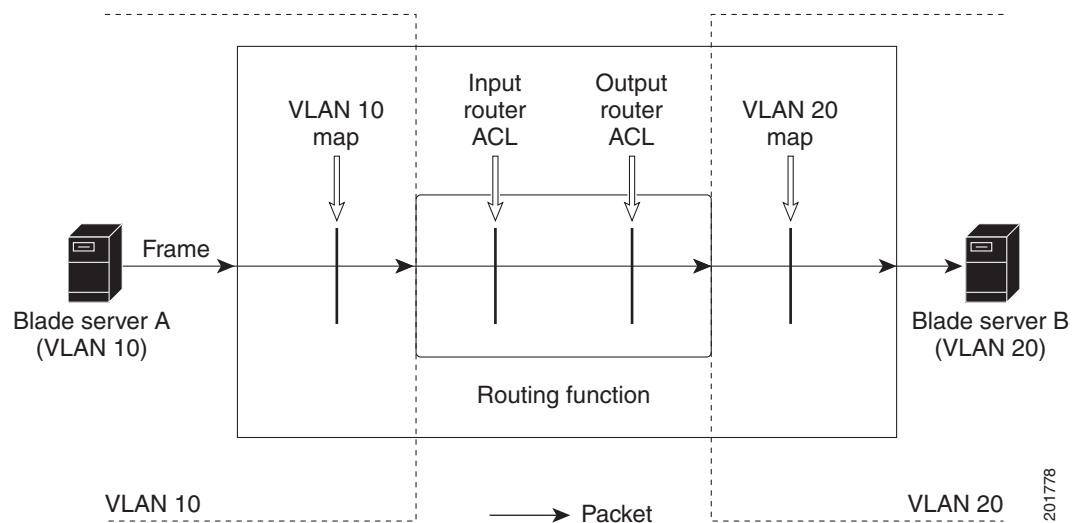 VLAN 10
map
Input
router
ACL
Output
router
ACL
VLAN 20
map
Frame
Blade server A
(VLAN 10)
Blade server B
(VLAN 20)
Routing function
VLAN 10
Packet
VLAN 20
201778